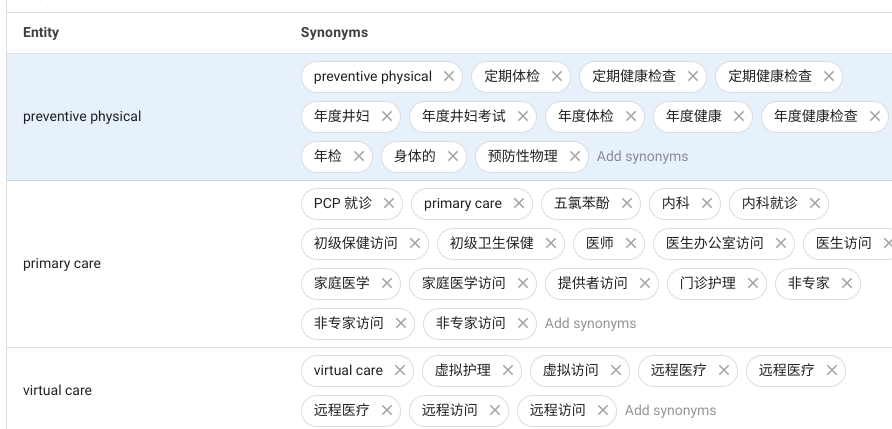 Entity Synonyms
preventive physical 定期体检 定期健康检查 定期健康检查
preventive physical
年度井妇 年度井妇考试 年度体检 年度健康 年度健康检查
年检 身体的 预防性物理 Add synonyms
PCP 就诊 primary care 五氯苯酚 内科 内科就诊
初级保健访问 初级卫生保健 医师 医生办公室访问 医生访问
primary care
家庭医学 家庭医学访问 提供者访问 门诊护理 非专家
非专家访问 非专家访问 Add synonyms
virtual care 虚拟护理 虚拟访问 远程医疗 远程医疗
virtual care
远程医疗 远程访问 远程访问 Add synonyms